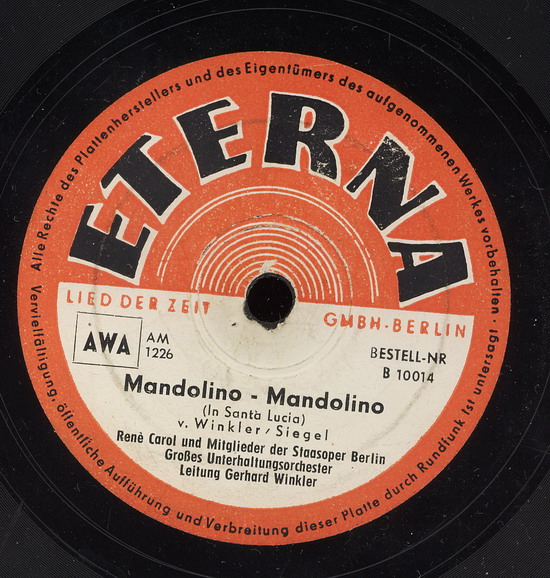 Alle Rechte des Plattenherstellers und des Eigentümers des aufgenommenen Werkes vorbehalten ·
ETERNA
LIED DER ZEIT
GMBH·BERLIN
AWA
AM
1226
BESTELL-NR
B 10014
Mandolino - Mandolino
(In Santa Lucia)
v. Winkler/Siegel
Renè Carol und Mitglieder der Staasoper Berlin
Großes Unterhaltungsorchester
Leitung Gerhard Winkler
Vervielfältigung, öffentliche Aufführung und Verbreitung dieser Platte durch Rundfunk ist untersagt ·